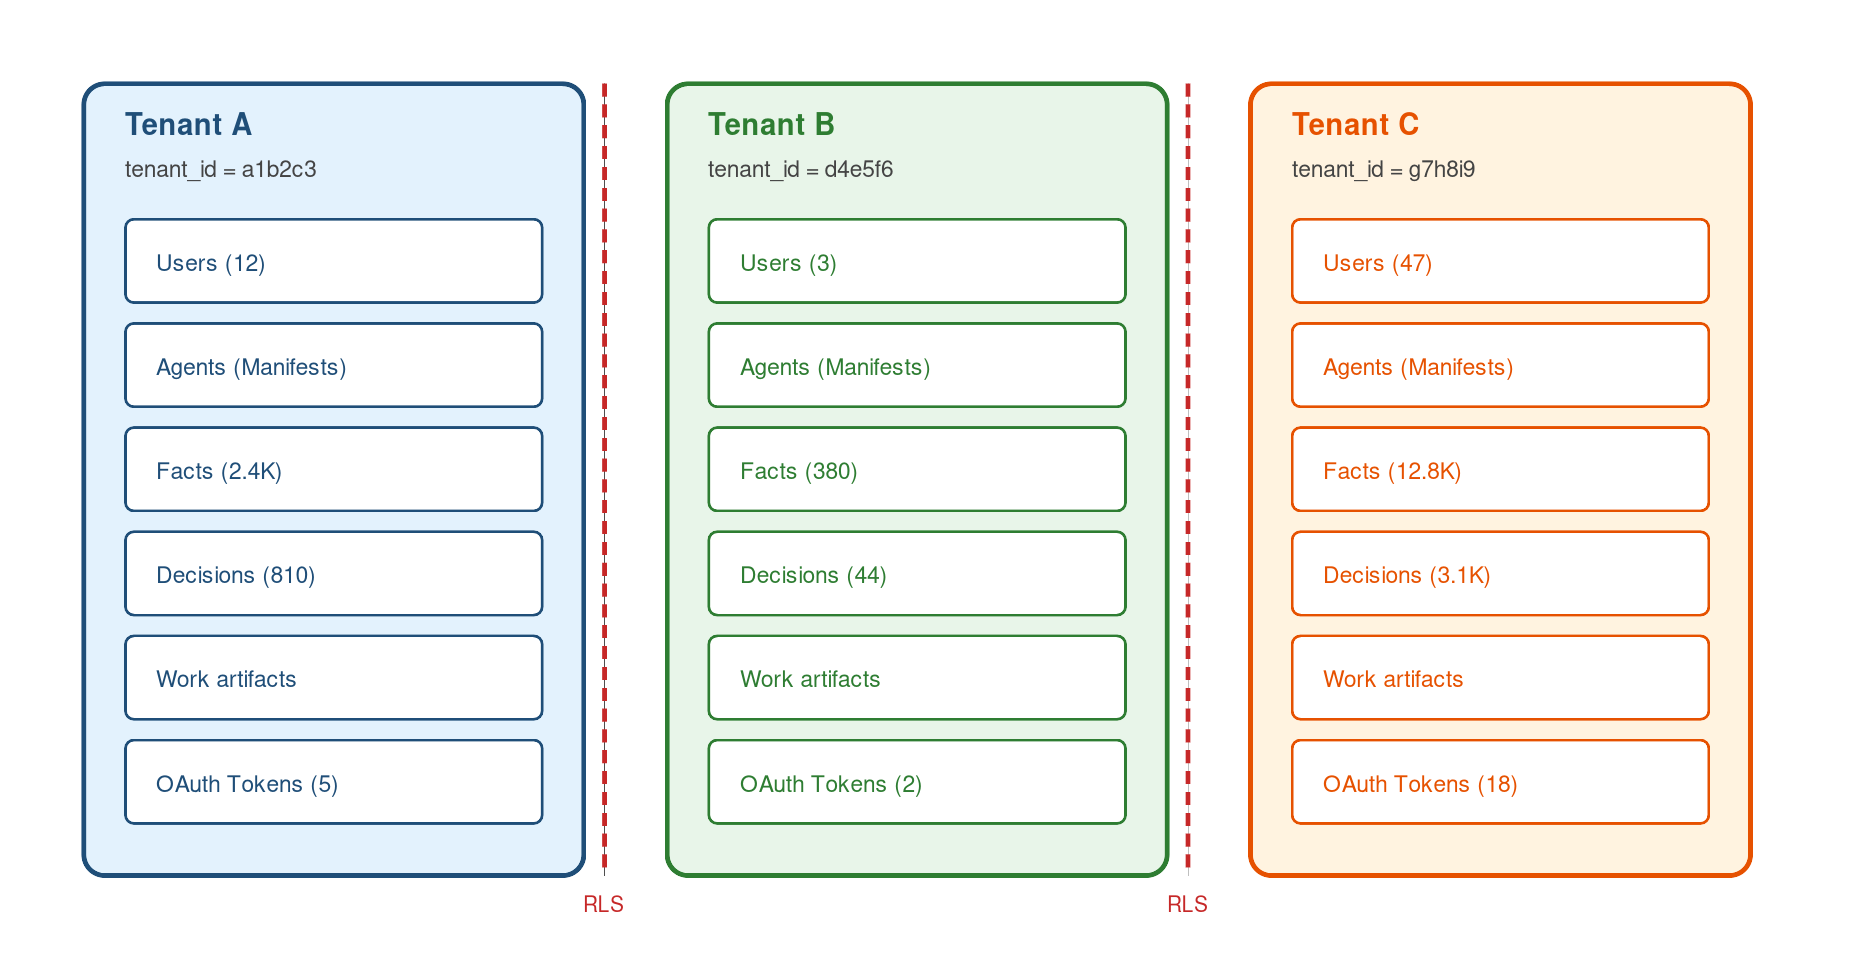 Tenant A
tenant_id = a1b2c3
Users (12)
Agents (Manifests)
Facts (2.4K)
Decisions (810)
Work artifacts
OAuth Tokens (5)
RLS
Tenant B
tenant_id = d4e5f6
Users (3)
Agents (Manifests)
Facts (380)
Decisions (44)
Work artifacts
OAuth Tokens (2)
RLS
Tenant C
tenant_id = g7h8i9
Users (47)
Agents (Manifests)
Facts (12.8K)
Decisions (3.1K)
Work artifacts
OAuth Tokens (18)